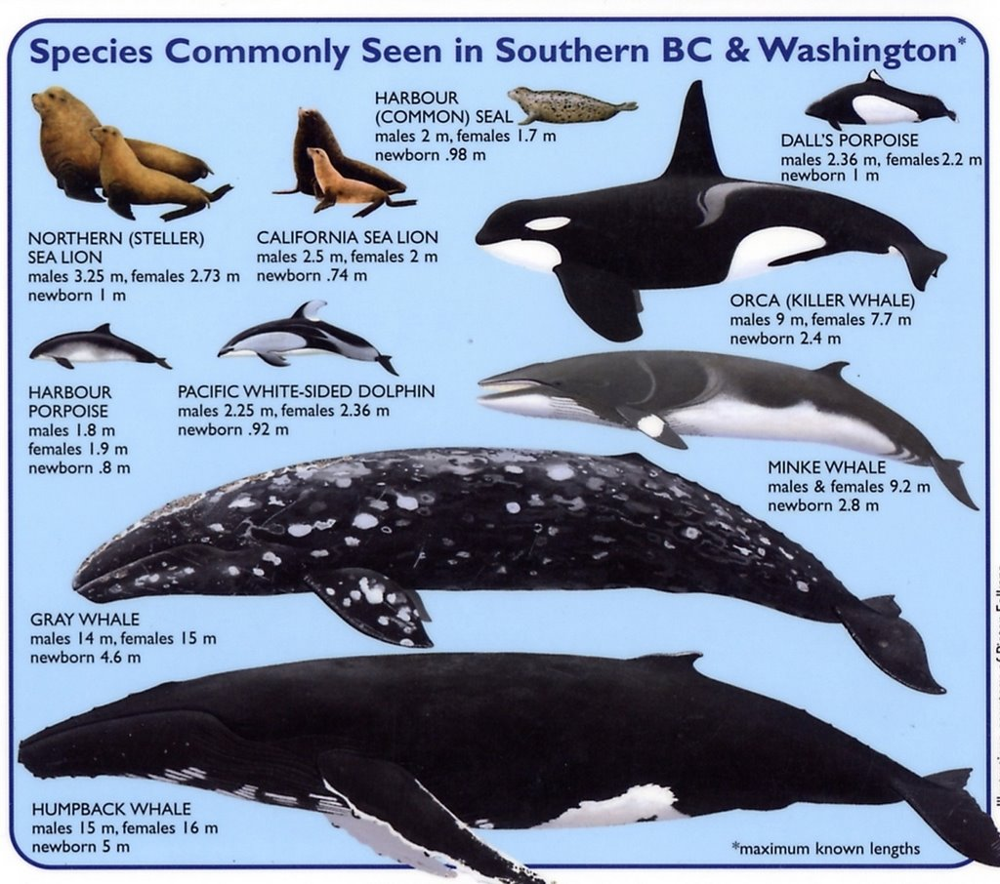 Species Commonly Seen in Southern BC & Washington*
HARBOUR
(COMMON) SEAL
males 2 m, females 1.7 m
newborn .98 m
DALL'S PORPOISE
males 2.36 m, females 2.2 m
newborn 1 m
NORTHERN (STELLER)
SEA LION
males 3.25 m, females 2.73 m
newborn 1 m
CALIFORNIA SEA LION
males 2.5 m, females 2 m
newborn .74 m
ORCA (KILLER WHALE)
males 9 m, females 7.7 m
newborn 2.4 m
HARBOUR
PORPOISE
males 1.8 m
females 1.9 m
newborn .8 m
PACIFIC WHITE-SIDED DOLPHIN
males 2.25 m, females 2.36 m
newborn .92 m
MINKE WHALE
males & females 9.2 m
newborn 2.8 m
GRAY WHALE
males 14 m, females 15 m
newborn 4.6 m
HUMPBACK WHALE
males 15 m, females 16 m
newborn 5 m
*maximum known lengths